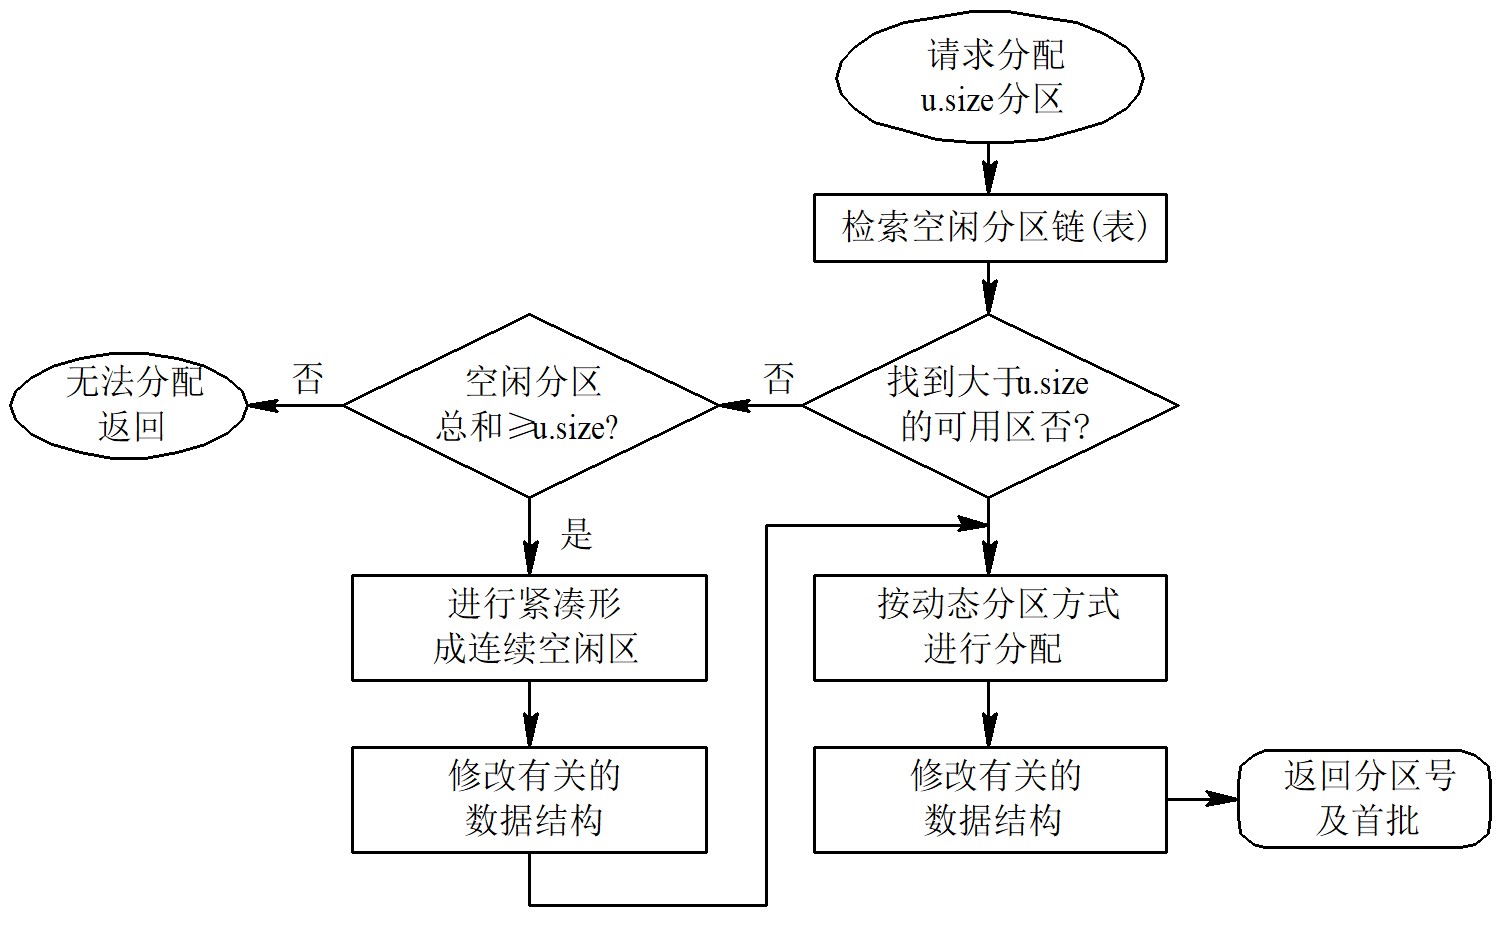 请求分配
u.size分区
检索空闲分区链(表)
找到大于u.size
的可用区否?
否
空闲分区
总和≥u.size?
否
无法分配
返回
是
进行紧凑形
成连续空闲区
修改有关的
数据结构
按动态分区方式
进行分配
修改有关的
数据结构
返回分区号
及首批